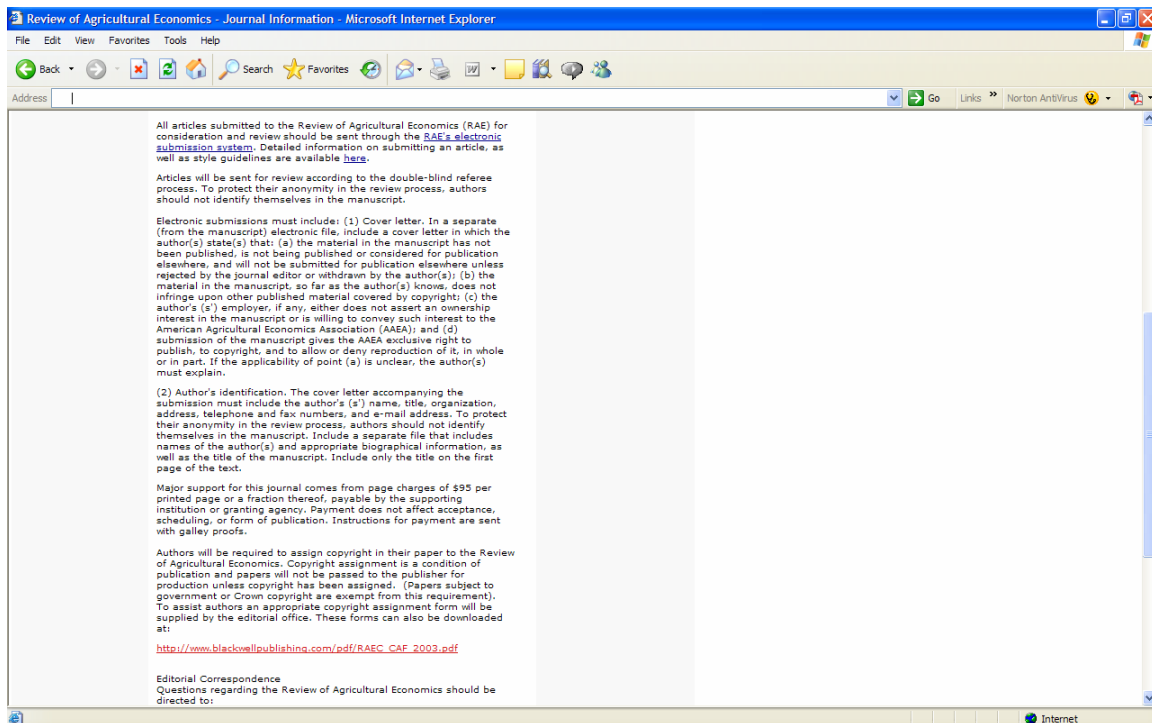 Review of Agricultural Economics - Journal Information - Microsoft Internet Explorer
File Edit View Favorites Tools Help
Back Search Favorites
Address Go Links » Norton AntiVirus
All articles submitted to the Review of Agricultural Economics (RAE) for
consideration and review should be sent through the RAE's electronic
submission system. Detailed information on submitting an article, as
well as style guidelines are available here.
Articles will be sent for review according to the double-blind referee
process. To protect their anonymity in the review process, authors
should not identify themselves in the manuscript.
Electronic submissions must include: (1) Cover letter. In a separate
(from the manuscript) electronic file, include a cover letter in which the
author(s) state(s) that: (a) the material in the manuscript has not
been published, is not being published or considered for publication
elsewhere, and will not be submitted for publication elsewhere unless
rejected by the journal editor or withdrawn by the author(s); (b) the
material in the manuscript, so far as the author(s) knows, does not
infringe upon other published material covered by copyright; (c) the
author's (s') employer, if any, either does not assert an ownership
interest in the manuscript or is willing to convey such interest to the
American Agricultural Economics Association (AAEA); and (d)
submission of the manuscript gives the AAEA exclusive right to
publish, to copyright, and to allow or deny reproduction of it, in whole
or in part. If the applicability of point (a) is unclear, the author(s)
must explain.
(2) Author's identification. The cover letter accompanying the
submission must include the author's (s') name, title, organization,
address, telephone and fax numbers, and e-mail address. To protect
their anonymity in the review process, authors should not identify
themselves in the manuscript. Include a separate file that includes
names of the author(s) and appropriate biographical information, as
well as the title of the manuscript. Include only the title on the first
page of the text.
Major support for this journal comes from page charges of $95 per
printed page or a fraction thereof, payable by the supporting
institution or granting agency. Payment does not affect acceptance,
scheduling, or form of publication. Instructions for payment are sent
with galley proofs.
Authors will be required to assign copyright in their paper to the Review
of Agricultural Economics. Copyright assignment is a condition of
publication and papers will not be passed to the publisher for
production unless copyright has been assigned. (Papers subject to
government or Crown copyright are exempt from this requirement).
To assist authors an appropriate copyright assignment form will be
supplied by the editorial office. These forms can also be downloaded
at:
http://www.blackwellpublishing.com/pdf/RAEC_CAF_2003.pdf
Editorial Correspondence
Questions regarding the Review of Agricultural Economics should be
directed to:
Internet